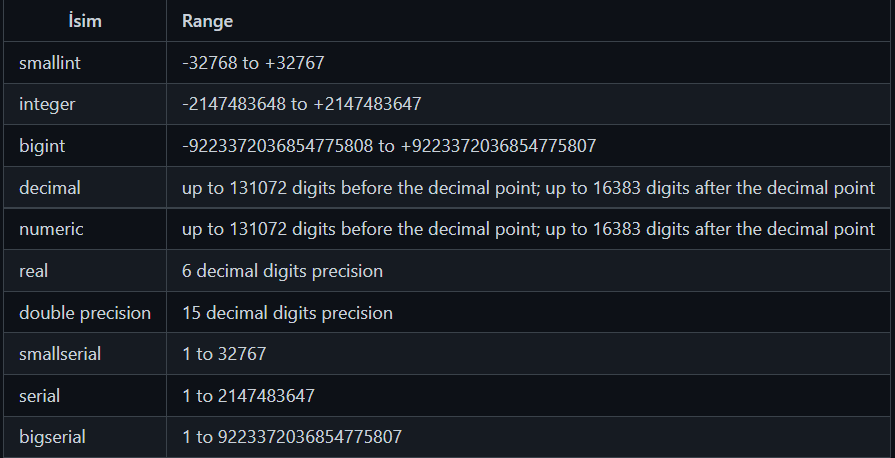 İsim Range
smallint -32768 to +32767
integer -2147483648 to +2147483647
bigint -9223372036854775808 to +9223372036854775807
decimal up to 131072 digits before the decimal point; up to 16383 digits after the decimal point
numeric up to 131072 digits before the decimal point; up to 16383 digits after the decimal point
real 6 decimal digits precision
double precision 15 decimal digits precision
smallserial 1 to 32767
serial 1 to 2147483647
bigserial 1 to 9223372036854775807